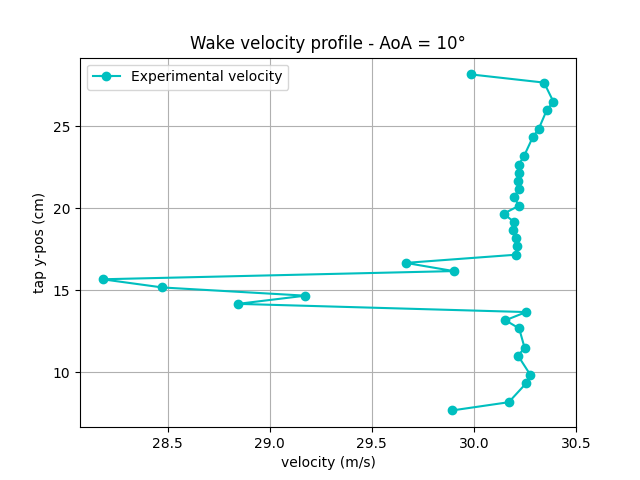 Wake velocity profile - AoA = 10°
Experimental velocity
25
20
15
10
tap y-pos (cm)
28.5 29.0 29.5 30.0 30.5
velocity (m/s)